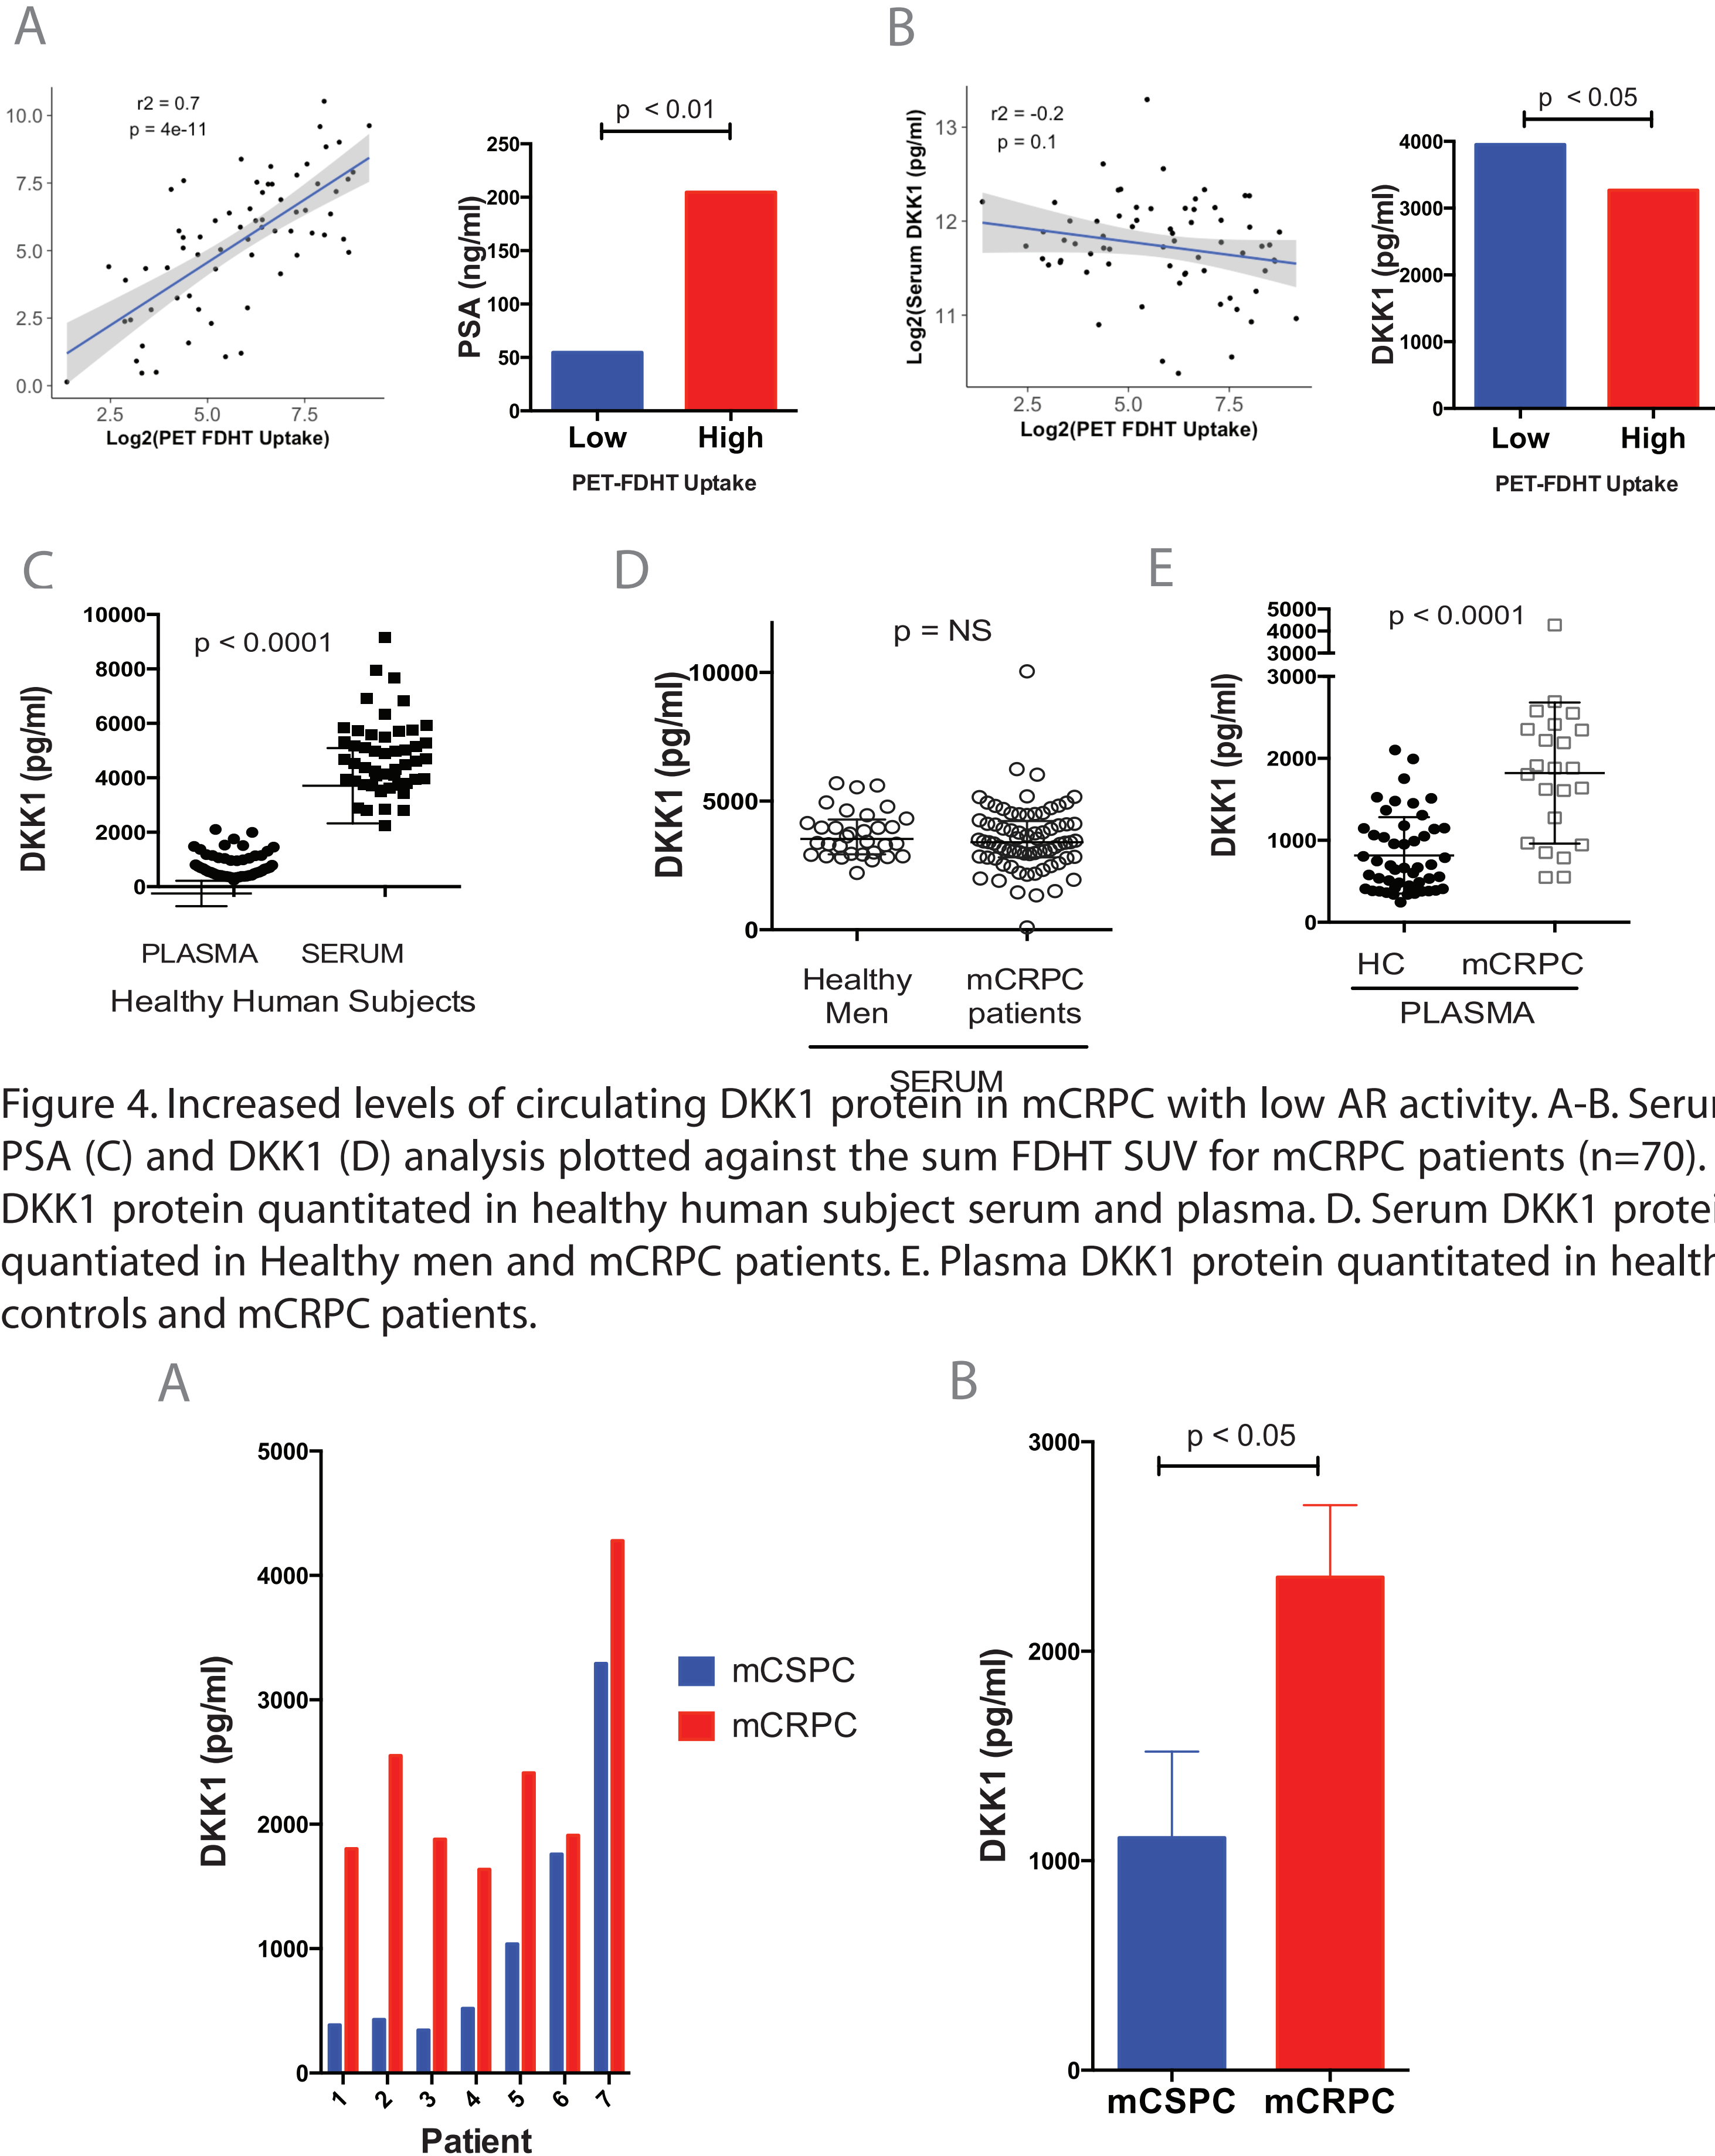 A
B
r2 = 0.7
p = 4e-11
10.0
7.5
5.0
2.5
0.0
2.5 5.0 7.5
Log2(PET FDHT Uptake)
p < 0.01
PSA (ng/ml)
250
200
150
100
50
0
Low High
PET-FDHT Uptake
r2 = -0.2
p = 0.1
Log2(Serum DKK1 (pg/ml)
13
12
11
2.5 5.0 7.5
Log2(PET FDHT Uptake)
p < 0.05
DKK1 (pg/ml)
4000
3000
2000
1000
0
Low High
PET-FDHT Uptake
C
D
E
p < 0.0001
DKK1 (pg/ml)
10000
8000
6000
4000
2000
0
PLASMA SERUM
Healthy Human Subjects
p = NS
DKK1 (pg/ml)
10000
5000
0
Healthy Men
mCRPC patients
SERUM
p < 0.0001
DKK1 (pg/ml)
5000
4000
3000
3000
2000
1000
0
HC mCRPC
PLASMA
Figure 4. Increased levels of circulating DKK1 protein in mCRPC with low AR activity. A-B. Serum
PSA (C) and DKK1 (D) analysis plotted against the sum FDHT SUV for mCRPC patients (n=70).
DKK1 protein quantitated in healthy human subject serum and plasma. D. Serum DKK1 protei
quantiated in Healthy men and mCRPC patients. E. Plasma DKK1 protein quantitated in health
controls and mCRPC patients.
A
B
DKK1 (pg/ml)
5000
4000
3000
2000
1000
0
1 2 3 4 5 6 7
Patient
mCSPC
mCRPC
p < 0.05
DKK1 (pg/ml)
3000
2000
1000
0
mCSPC mCRPC